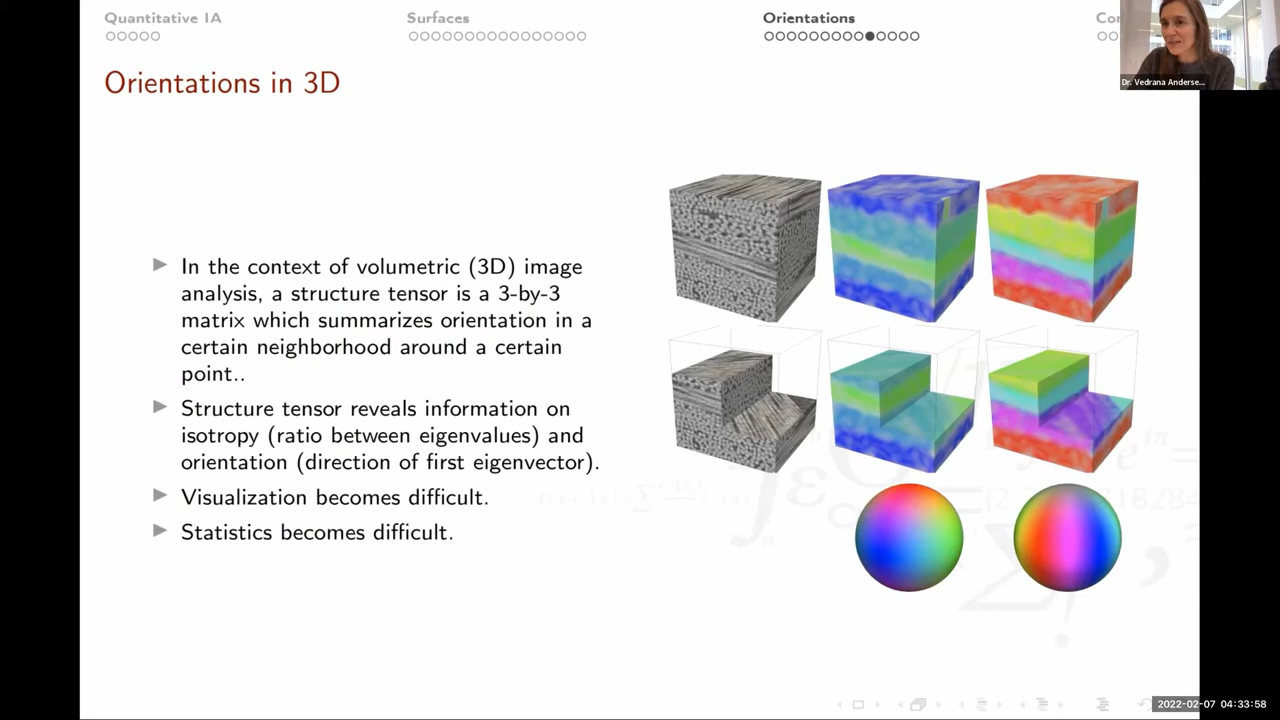 Quantitative IA
Surfaces
Orientations
Dr. Vedrana Anderse...
Orientations in 3D
In the context of volumetric (3D) image
analysis, a structure tensor is a 3-by-3
matrix which summarizes orientation in a
certain neighborhood around a certain
point..
Structure tensor reveals information on
isotropy (ratio between eigenvalues) and
orientation (direction of first eigenvector).
Visualization becomes difficult.
Statistics becomes difficult.
2022-02-07 04:33:58